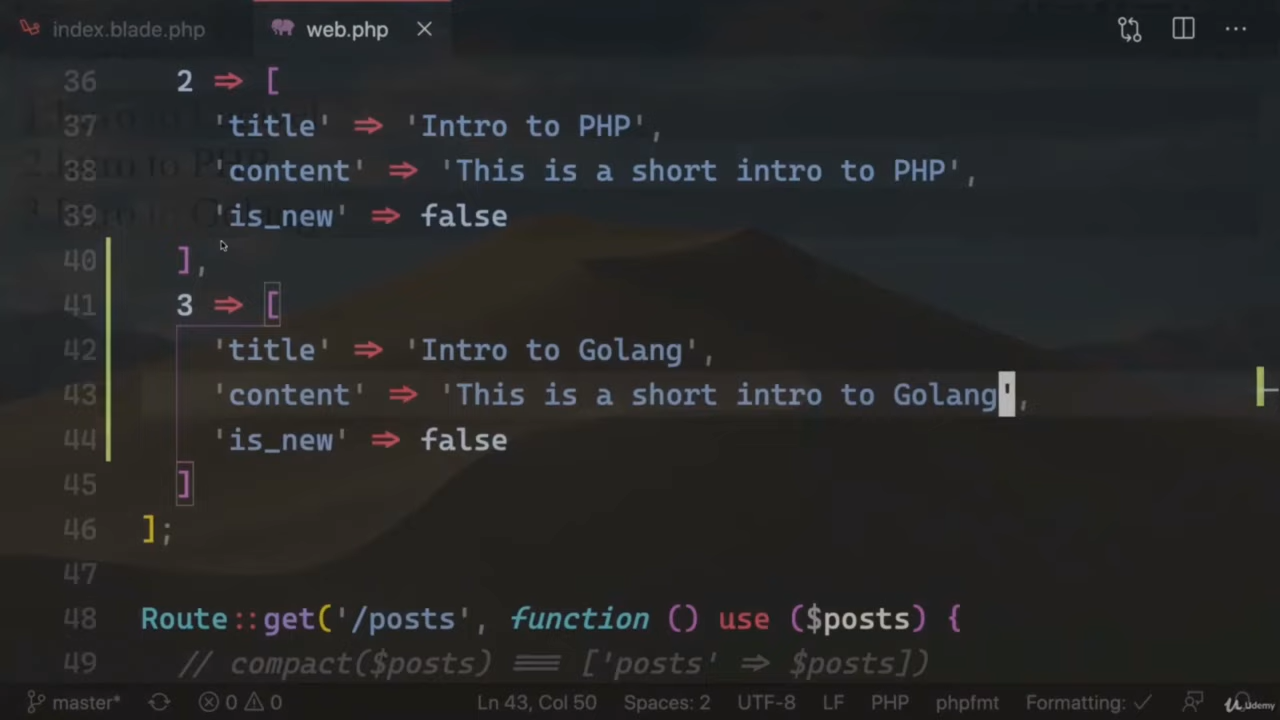 index.blade.php web.php
36 2 => [
37 'title' => 'Intro to PHP',
38 'content' => 'This is a short intro to PHP',
39 'is_new' => false
40 ],
41 3 => [
42 'title' => 'Intro to Golang',
43 'content' => 'This is a short intro to Golang',
44 'is_new' => false
45 ]
46 ];
47
48 Route::get('/posts', function () use ($posts) {
49 // compact($posts) === ['posts' => $posts])
master* 0 0 Ln 43, Col 50 Spaces: 2 UTF-8 LF PHP phpfmt Formatting: ✓ Udemy